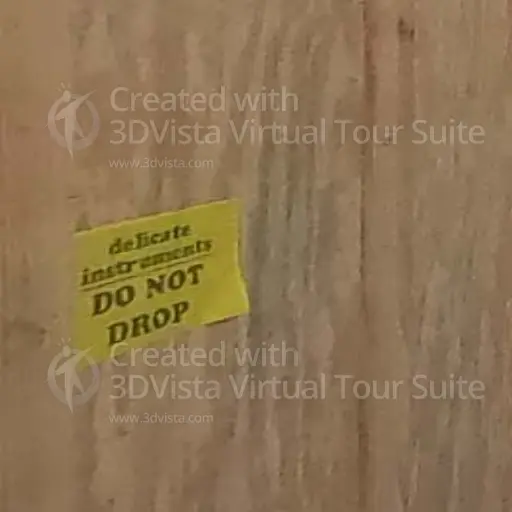 Created with
3DVista Virtual Tour Suite
www.3dvista.com
delicate
instruments
DO NOT
DROP
Created with
3DVista Virtual Tour Suite
www.3dvista.com